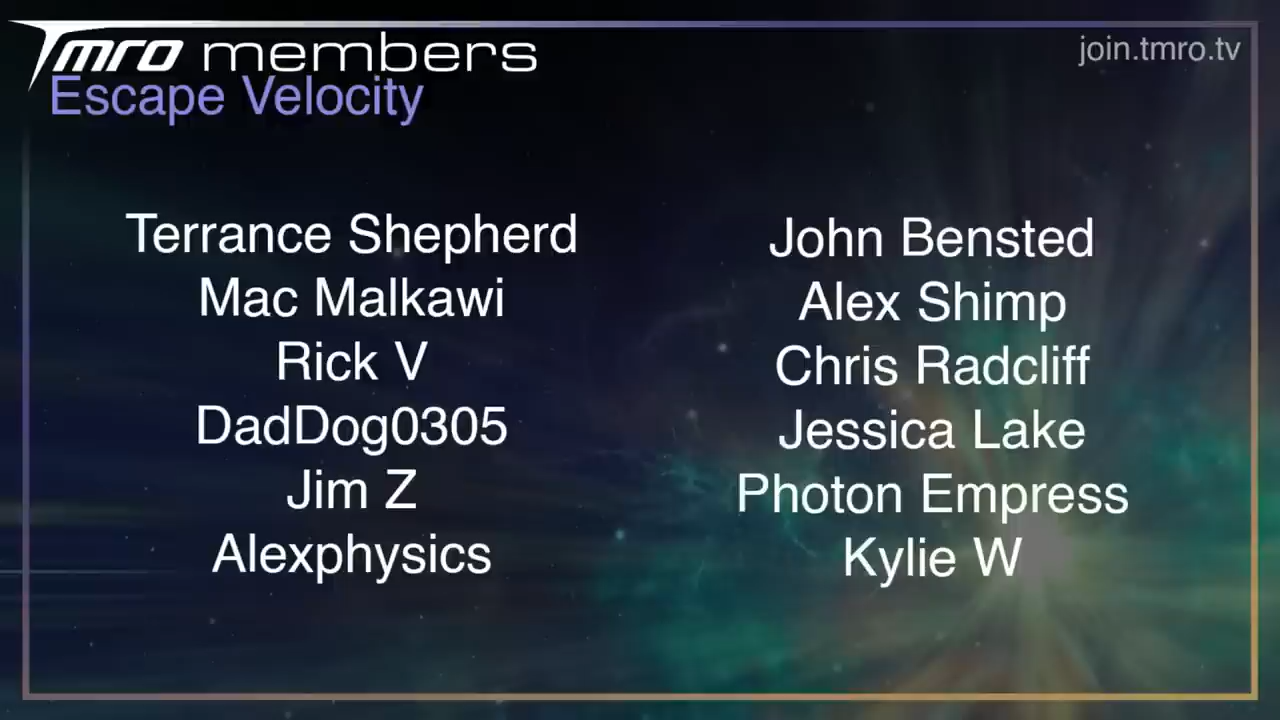 Tmro members
join.tmro.tv
Escape Velocity
Terrance Shepherd
Mac Malkawi
Rick V
DadDog0305
Jim Z
Alexphysics
John Bensted
Alex Shimp
Chris Radcliff
Jessica Lake
Photon Empress
Kylie W